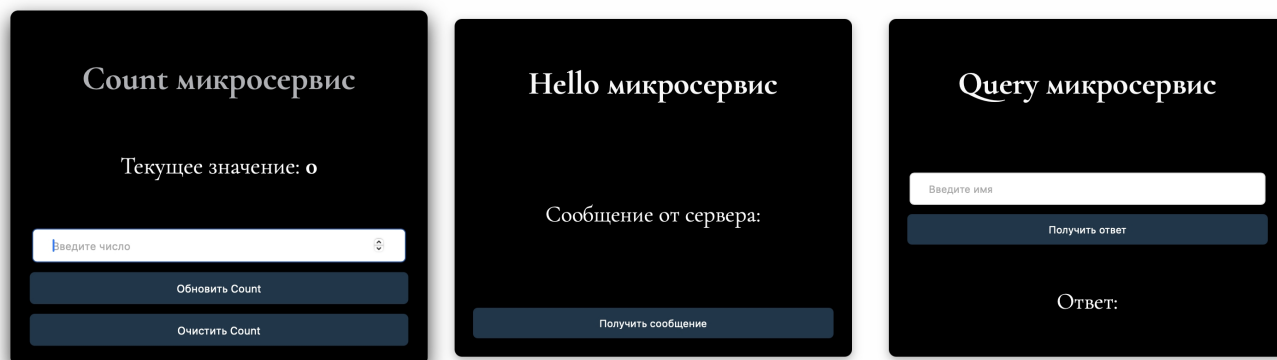 Count микросервис
Текущее значение: 0
Введите число
Обновить Count
Очистить Count
Hello микросервис
Сообщение от сервера:
Получить сообщение
Query микросервис
Введите имя
Получить ответ
Ответ: